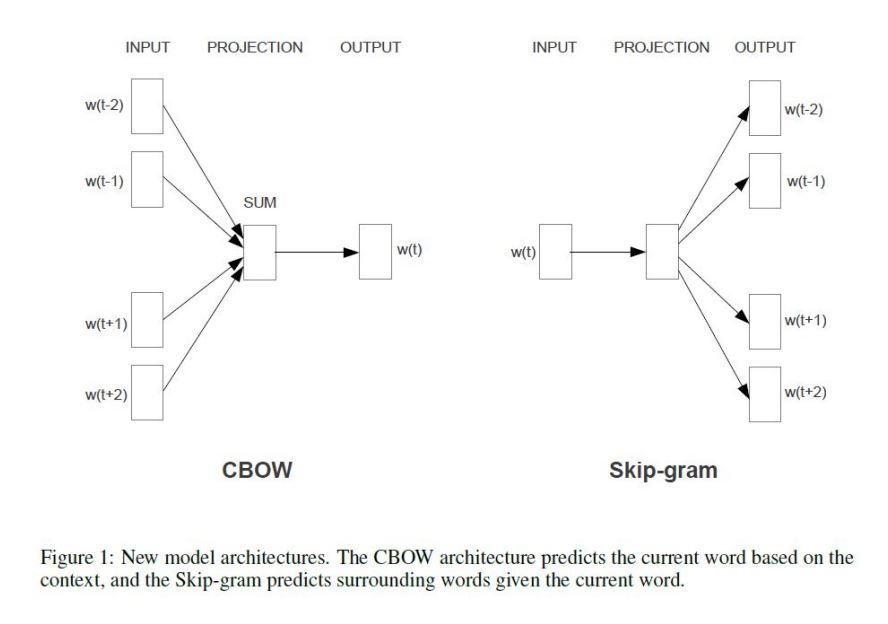 INPUT PROJECTION OUTPUT
w(t-2)
w(t-1)
SUM
w(t)
w(t+1)
w(t+2)
CBOW
INPUT PROJECTION OUTPUT
w(t-2)
w(t-1)
w(t)
w(t+1)
w(t+2)
Skip-gram
Figure 1: New model architectures. The CBOW architecture predicts the current word based on the
context, and the Skip-gram predicts surrounding words given the current word.